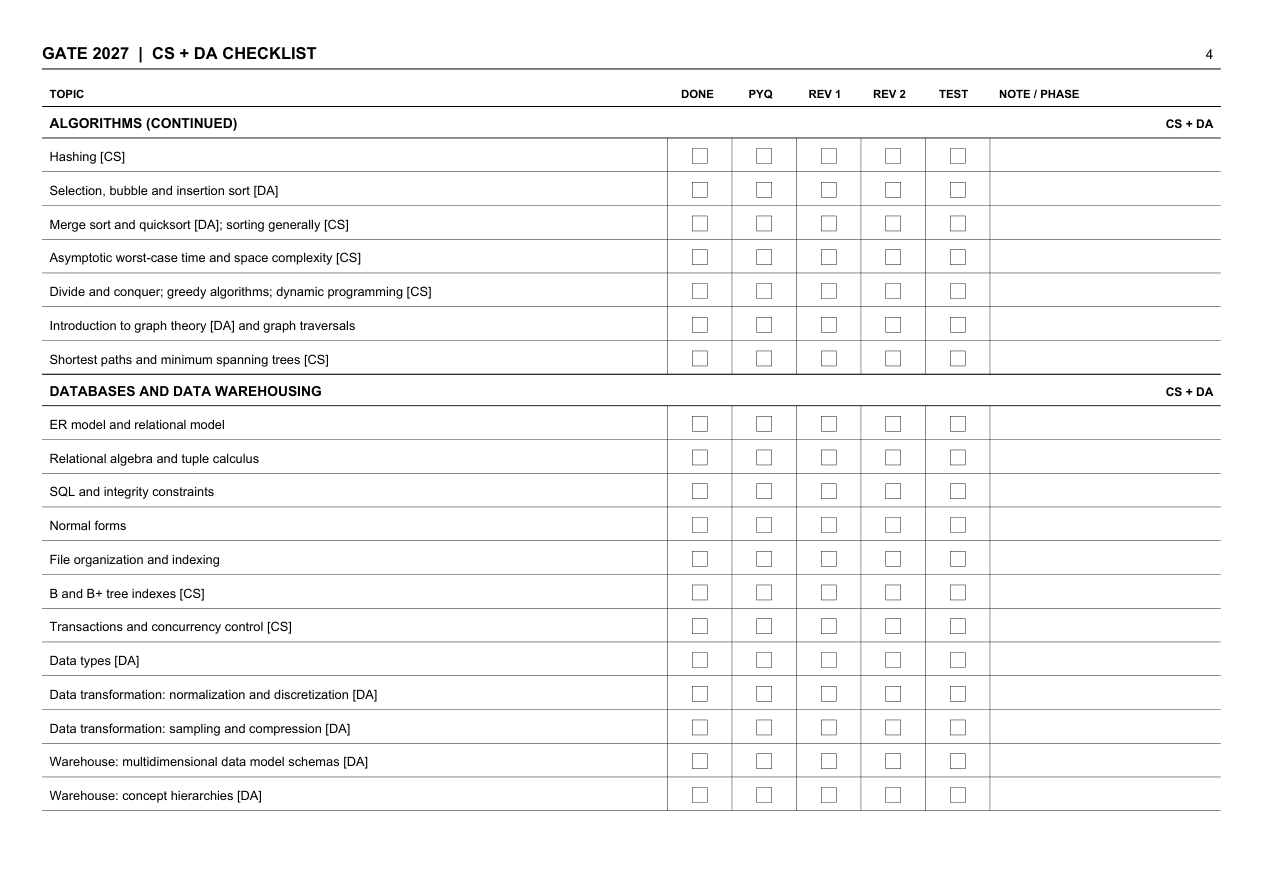 GATE 2027 | CS + DA CHECKLIST 4
TOPIC DONE PYQ REV 1 REV 2 TEST NOTE / PHASE
ALGORITHMS (CONTINUED) CS + DA
Hashing [CS]
Selection, bubble and insertion sort [DA]
Merge sort and quicksort [DA]; sorting generally [CS]
Asymptotic worst-case time and space complexity [CS]
Divide and conquer; greedy algorithms; dynamic programming [CS]
Introduction to graph theory [DA] and graph traversals
Shortest paths and minimum spanning trees [CS]
DATABASES AND DATA WAREHOUSING CS + DA
ER model and relational model
Relational algebra and tuple calculus
SQL and integrity constraints
Normal forms
File organization and indexing
B and B+ tree indexes [CS]
Transactions and concurrency control [CS]
Data types [DA]
Data transformation: normalization and discretization [DA]
Data transformation: sampling and compression [DA]
Warehouse: multidimensional data model schemas [DA]
Warehouse: concept hierarchies [DA]